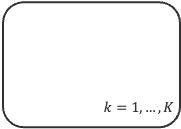 k = 1, ..., K